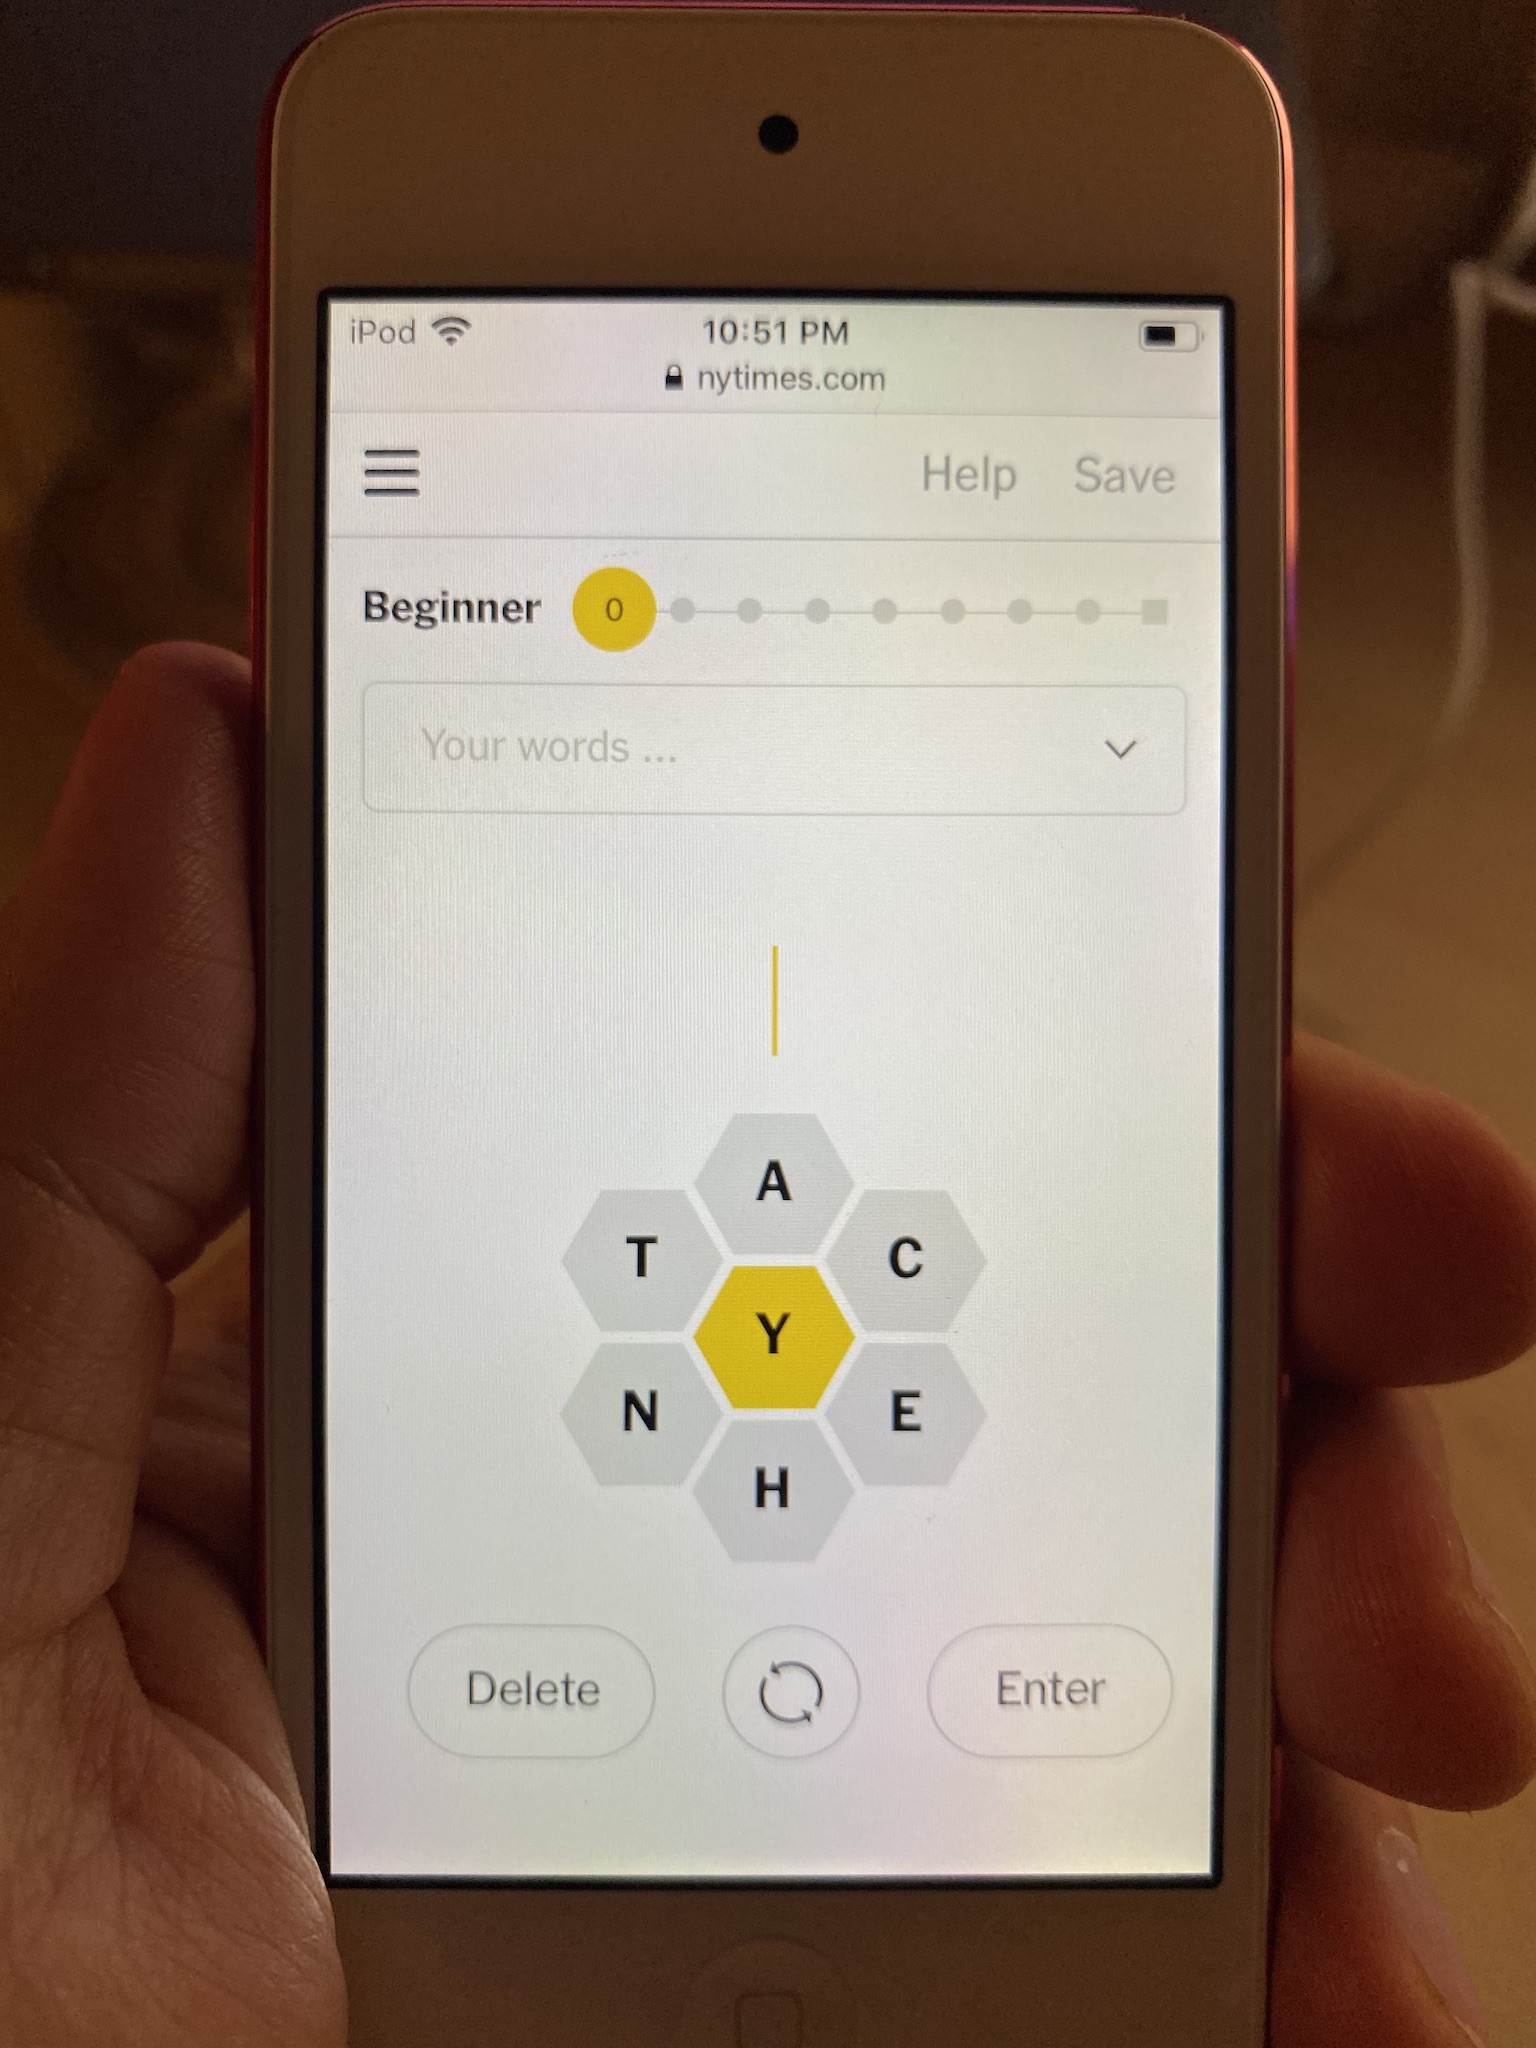 iPod 10:51 PM
nytimes.com
Help Save
Beginner 0
Your words ...
A
T C
Y
N E
H
Delete Enter